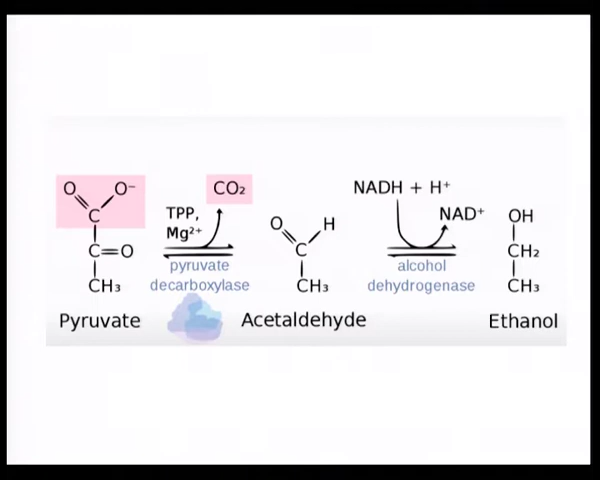 O O⁻
C
C=O
CH₃
Pyruvate
CO₂
TPP,
Mg²⁺
pyruvate
decarboxylase
O H
C
CH₃
Acetaldehyde
NADH + H⁺
NAD⁺
alcohol
dehydrogenase
OH
CH₂
CH₃
Ethanol